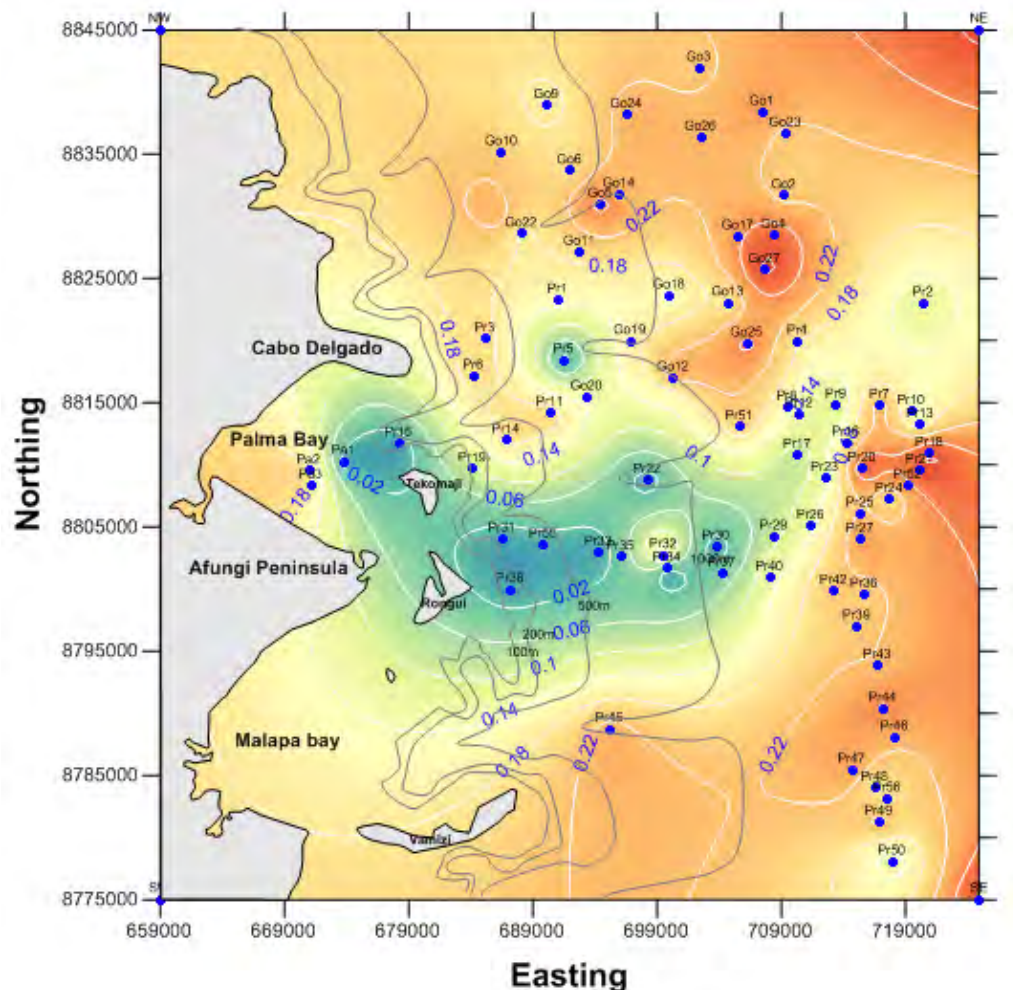 NW
NE
8845000
Go3
Go9
Go24
Go1
Go23
Go26
8835000
Go10
Go6
Go14
Go2
Go5
0.22
Go22
Go17
Go4
Go11
0.18
Go27
0.22
8825000
Pr1
Go18
Go13
0.18
Pr2
Pr3
0.18
Go19
Go25
Pr4
Cabo Delgado
Pr5
Pr6
Go12
Go20
8815000
Pr11
Pr9
Pr7
Pr10
Pr51
Palma Bay
Pr14
0.14
0.1
Pr17
Pr18
PA1
Pr19
Pa2
0.02
Tekomaji
Pr22
Pr23
Pr20
0.06
Pr24
0.18
Pr25
8805000
Pr26
Pr31
Pr29
Pr27
Pr30
Pr32
Pr35
Afungi Peninsula
Pr38
Pr37
Pr40
Pr42
Pr36
Rongui
0.02
500m
Pr39
0.06
200m
8795000
100m
0.1
Pr43
Pr44
0.14
Pr45
Pr46
Malapa bay
0.18
0.22
0.22
8785000
Pr47
Pr48
Pr49
Vamizi
Pr50
8775000
SE
659000 669000 679000 689000 699000 709000 719000
Northing
Easting